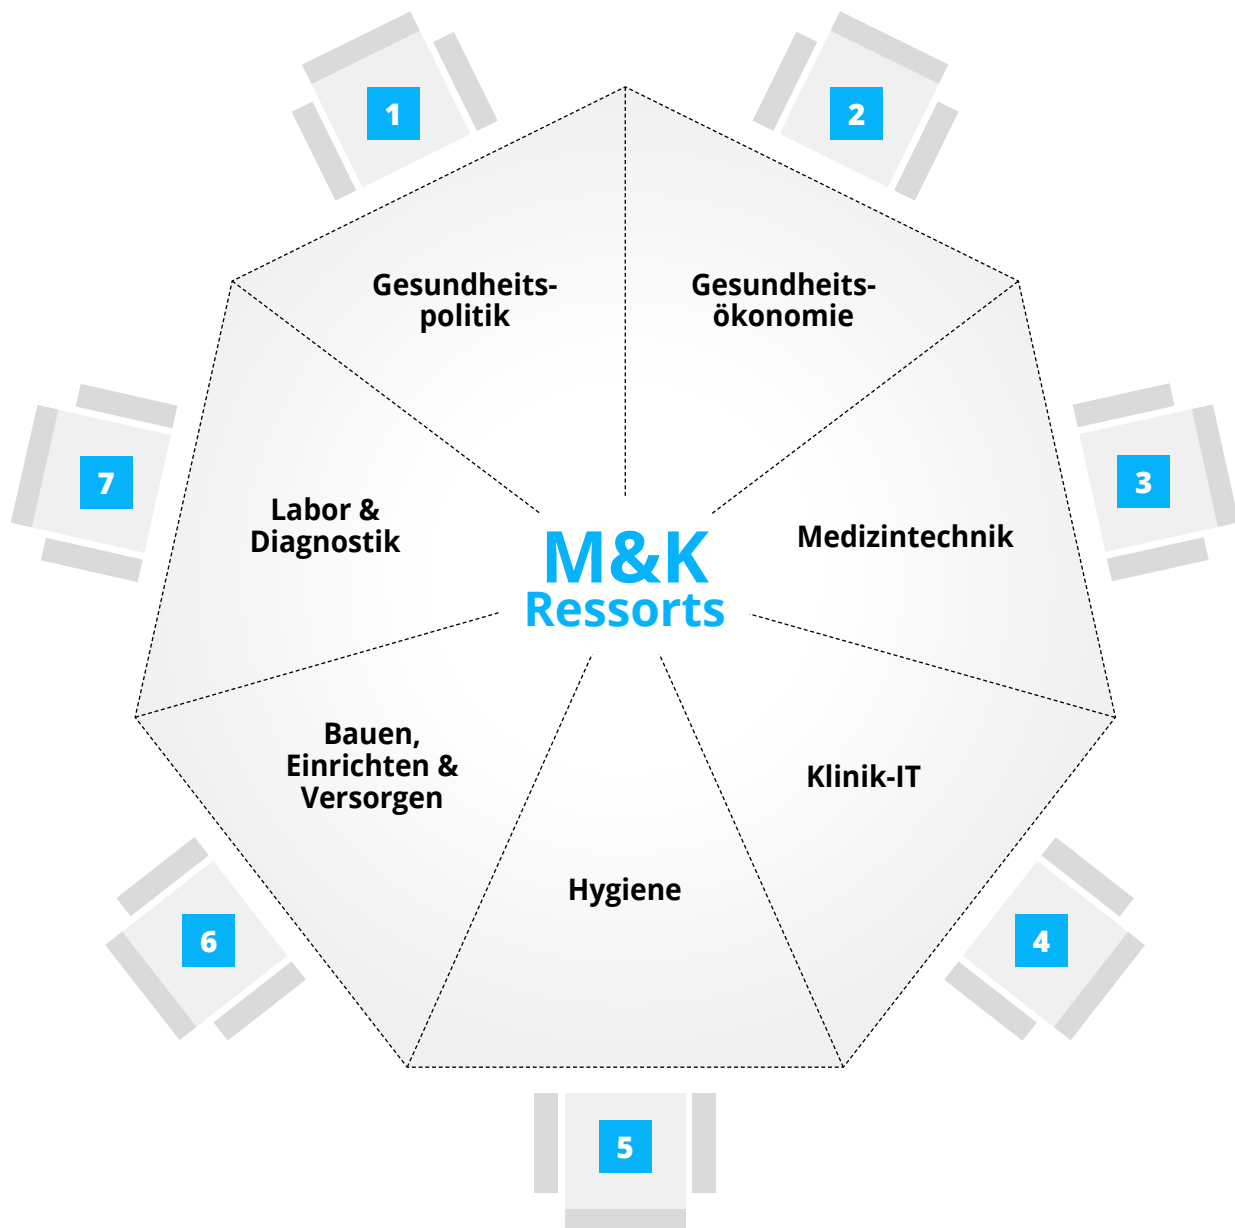 1
2
Gesundheits-
politik
Gesundheits-
ökonomie
7
3
Labor &
Diagnostik
Medizintechnik
M&K
Ressorts
Bauen,
Einrichten &
Versorgen
Klinik-IT
Hygiene
6
4
5